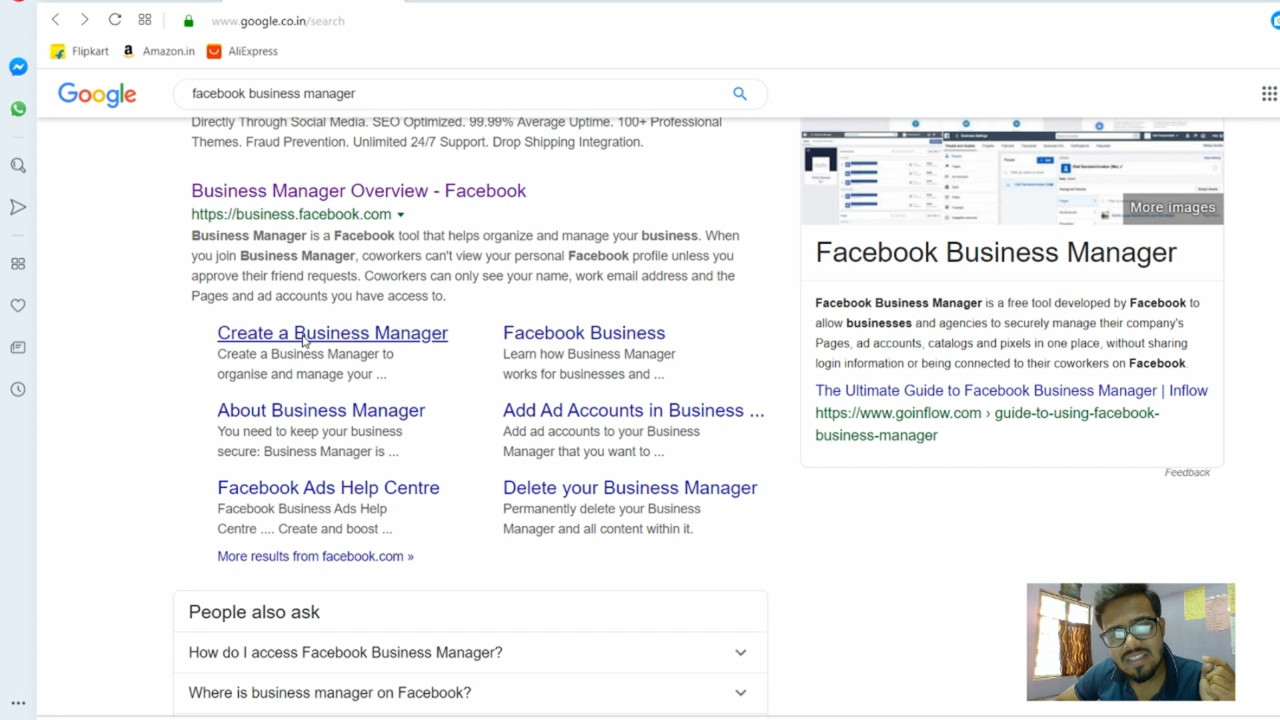 www.google.co.in/search
Flipkart
Amazon.in
AliExpress
Google
facebook business manager
Directly Through Social Media. SEO Optimized. 99.99% Average Uptime. 100+ Professional
Themes. Fraud Prevention. Unlimited 24/7 Support. Drop Shipping Integration.
Business Manager Overview - Facebook
https://business.facebook.com
Business Manager is a Facebook tool that helps organize and manage your business. When
you join Business Manager, coworkers can't view your personal Facebook profile unless you
approve their friend requests. Coworkers can only see your name, work email address and the
Pages and ad accounts you have access to.
Create a Business Manager
Create a Business Manager to
organise and manage your ...
Facebook Business
Learn how Business Manager
works for businesses and ...
About Business Manager
You need to keep your business
secure: Business Manager is ...
Add Ad Accounts in Business ...
Add ad accounts to your Business
Manager that you want to ...
Facebook Ads Help Centre
Facebook Business Ads Help
Centre .... Create and boost ...
Delete your Business Manager
Permanently delete your Business
Manager and all content within it.
More results from facebook.com »
People also ask
How do I access Facebook Business Manager?
Where is business manager on Facebook?
More images
Facebook Business Manager
Facebook Business Manager is a free tool developed by Facebook to
allow businesses and agencies to securely manage their company's
Pages, ad accounts, catalogs and pixels in one place, without sharing
login information or being connected to their coworkers on Facebook.
The Ultimate Guide to Facebook Business Manager | Inflow
https://www.goinflow.com › guide-to-using-facebook-
business-manager
Feedback